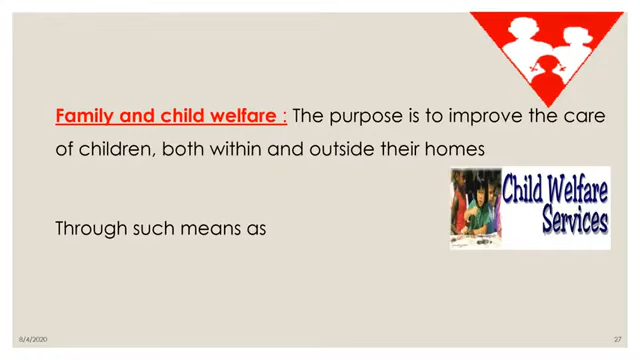 Family and child welfare : The purpose is to improve the care
of children, both within and outside their homes
Child Welfare
Services
Through such means as
8/4/2020
27